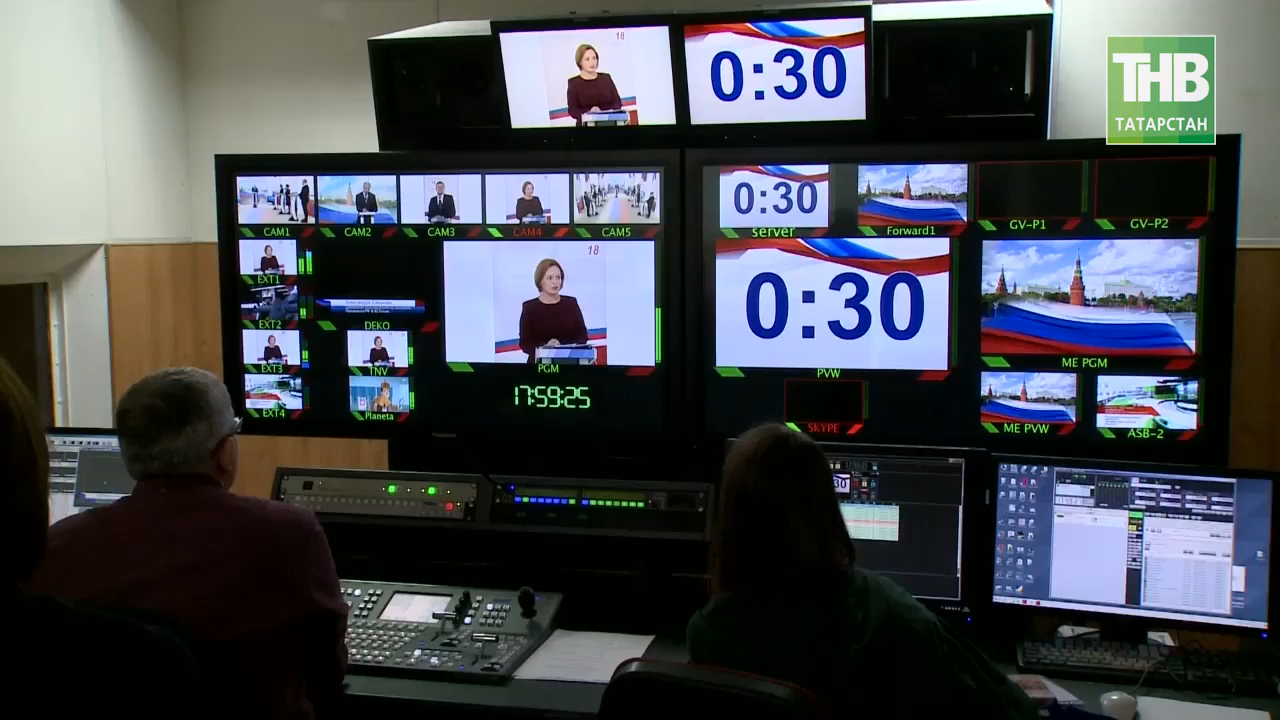 18
0:30
ТНВ
ТАТАРСТАН
CAM1
CAM2
CAM3
CAM4
CAM5
server
Forward1
GV-P1
GV-P2
EXT1
18
0:30
0:30
EXT2
DEKO
EXT3
TNV
PGM
PVW
ME PGM
17:59:25
EXT4
Planeta
SKYPE
ME PVW
ASB-2
30